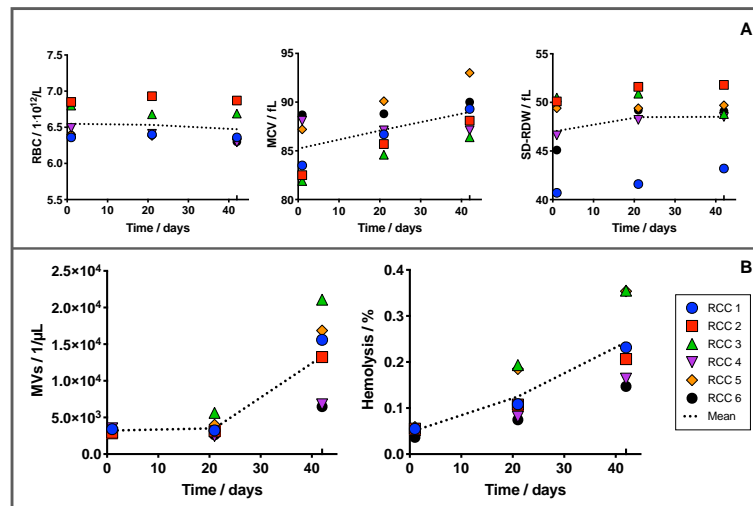 A
7.5
7.0
6.5
6.0
5.5
0 10 20 30 40
RBC / 1·10¹²/L
Time / days
95
90
85
80
0 10 20 30 40
MCV / fL
Time / days
55
50
45
40
0 10 20 30 40
SD-RDW / fL
Time / days
B
2.5×10⁴
2.0×10⁴
1.5×10⁴
1.0×10⁴
5.0×10³
0.0
0 10 20 30 40
MVs / 1/µL
Time / days
0.4
0.3
0.2
0.1
0.0
0 10 20 30 40
Hemolysis / %
Time / days
RCC 1
RCC 2
RCC 3
RCC 4
RCC 5
RCC 6
Mean